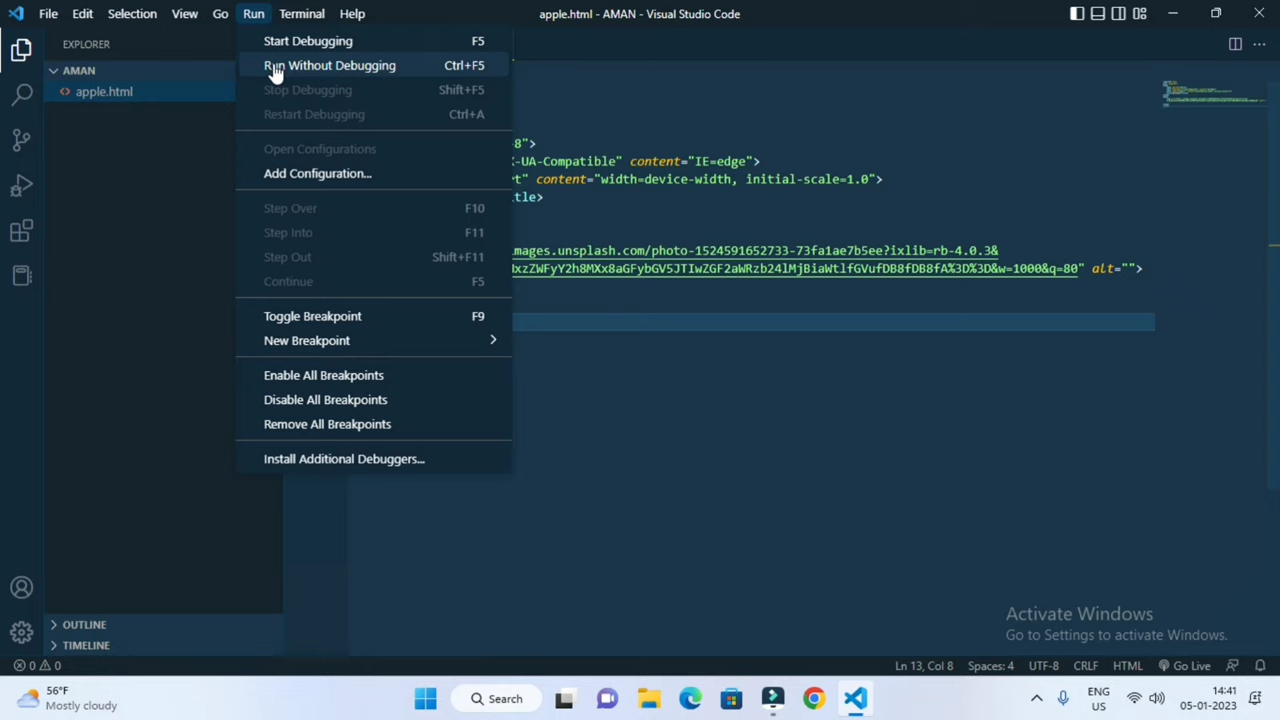 File Edit Selection View Go Run Terminal Help
apple.html - AMAN - Visual Studio Code
EXPLORER
AMAN
apple.html
Start Debugging F5
Run Without Debugging Ctrl+F5
Stop Debugging Shift+F5
Restart Debugging Ctrl+A
Open Configurations
Add Configuration...
Step Over F10
Step Into F11
Step Out Shift+F11
Continue F5
Toggle Breakpoint F9
New Breakpoint
Enable All Breakpoints
Disable All Breakpoints
Remove All Breakpoints
Install Additional Debuggers...
8">
X-UA-Compatible" content="IE=edge">
t" content="width=device-width, initial-scale=1.0">
itle>
mages.unsplash.com/photo-1524591652733-73fa1ae7b5ee?ixlib=rb-4.0.3&
MxzZWFyY2h8MXx8aGFybGV5JTIwZGF2aWRzb24lMjBiaWtlfGVufDB8fDB8fA%3D%3D&w=1000&q=80" alt="">
OUTLINE
TIMELINE
Activate Windows
Go to Settings to activate Windows.
0 0
Ln 13, Col 8 Spaces: 4 UTF-8 CRLF HTML Go Live
56°F
Mostly cloudy
Search
ENG
US
14:41
05-01-2023